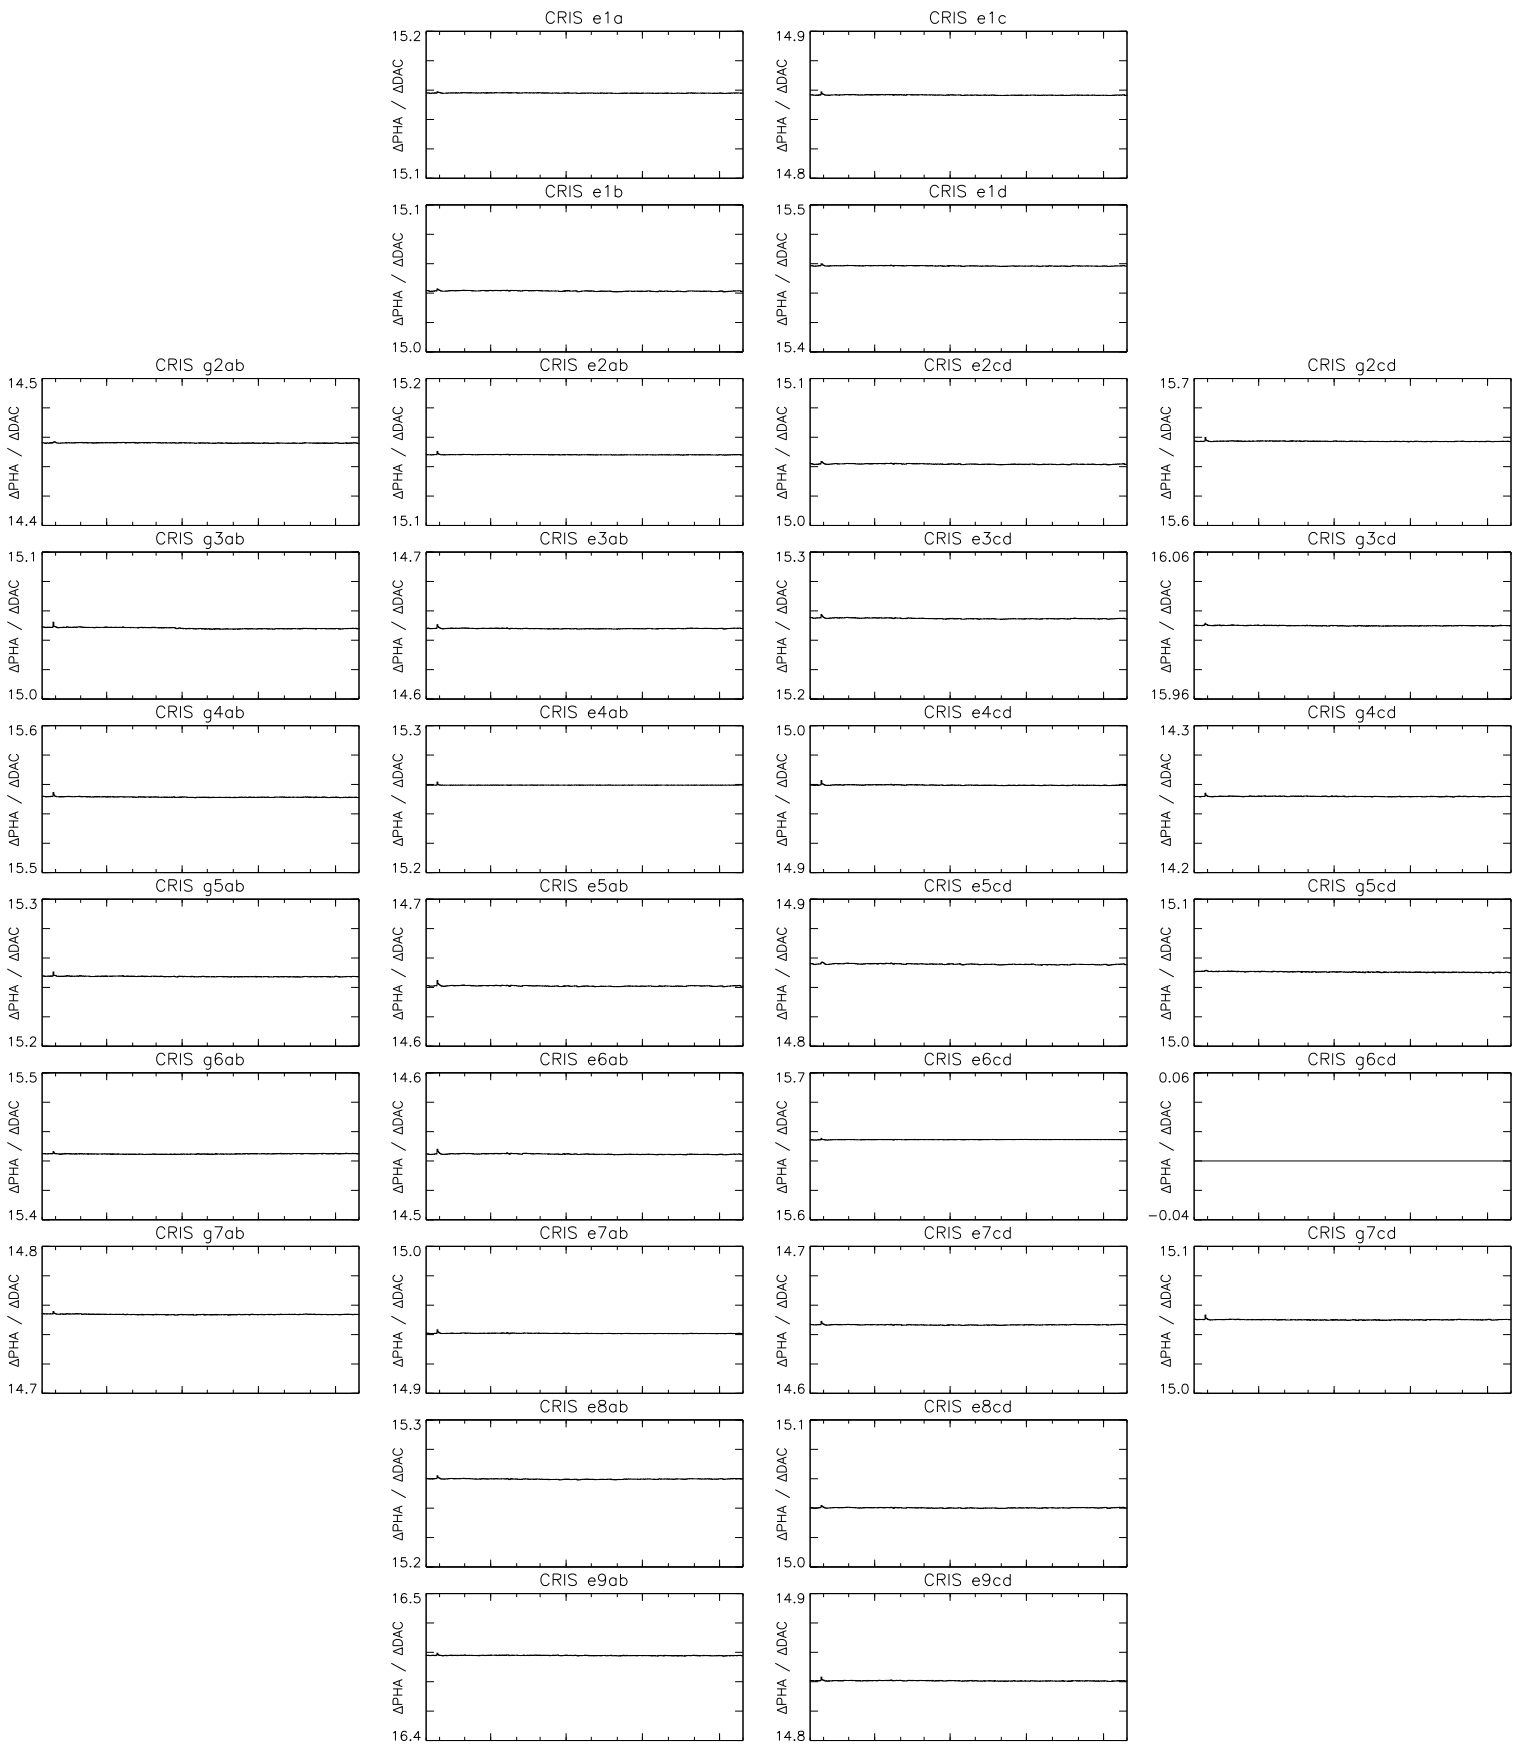 CRIS e1a
15.2
ΔPHA / ΔDAC
15.1
CRIS e1c
14.9
ΔPHA / ΔDAC
14.8
CRIS e1b
15.1
ΔPHA / ΔDAC
15.0
CRIS e1d
15.5
ΔPHA / ΔDAC
15.4
CRIS g2ab
14.5
ΔPHA / ΔDAC
14.4
CRIS e2ab
15.2
ΔPHA / ΔDAC
15.1
CRIS e2cd
15.1
ΔPHA / ΔDAC
15.0
CRIS g2cd
15.7
ΔPHA / ΔDAC
15.6
CRIS g3ab
15.1
ΔPHA / ΔDAC
15.0
CRIS e3ab
14.7
ΔPHA / ΔDAC
14.6
CRIS e3cd
15.3
ΔPHA / ΔDAC
15.2
CRIS g3cd
16.06
ΔPHA / ΔDAC
15.96
CRIS g4ab
15.6
ΔPHA / ΔDAC
15.5
CRIS e4ab
15.3
ΔPHA / ΔDAC
15.2
CRIS e4cd
15.0
ΔPHA / ΔDAC
14.9
CRIS g4cd
14.3
ΔPHA / ΔDAC
14.2
CRIS g5ab
15.3
ΔPHA / ΔDAC
15.2
CRIS e5ab
14.7
ΔPHA / ΔDAC
14.6
CRIS e5cd
14.9
ΔPHA / ΔDAC
14.8
CRIS g5cd
15.1
ΔPHA / ΔDAC
15.0
CRIS g6ab
15.5
ΔPHA / ΔDAC
15.4
CRIS e6ab
14.6
ΔPHA / ΔDAC
14.5
CRIS e6cd
15.7
ΔPHA / ΔDAC
15.6
CRIS g6cd
0.06
ΔPHA / ΔDAC
−0.04
CRIS g7ab
14.8
ΔPHA / ΔDAC
14.7
CRIS e7ab
15.0
ΔPHA / ΔDAC
14.9
CRIS e7cd
14.7
ΔPHA / ΔDAC
14.6
CRIS g7cd
15.1
ΔPHA / ΔDAC
15.0
CRIS e8ab
15.3
ΔPHA / ΔDAC
15.2
CRIS e8cd
15.1
ΔPHA / ΔDAC
15.0
CRIS e9ab
16.5
ΔPHA / ΔDAC
16.4
CRIS e9cd
14.9
ΔPHA / ΔDAC
14.8